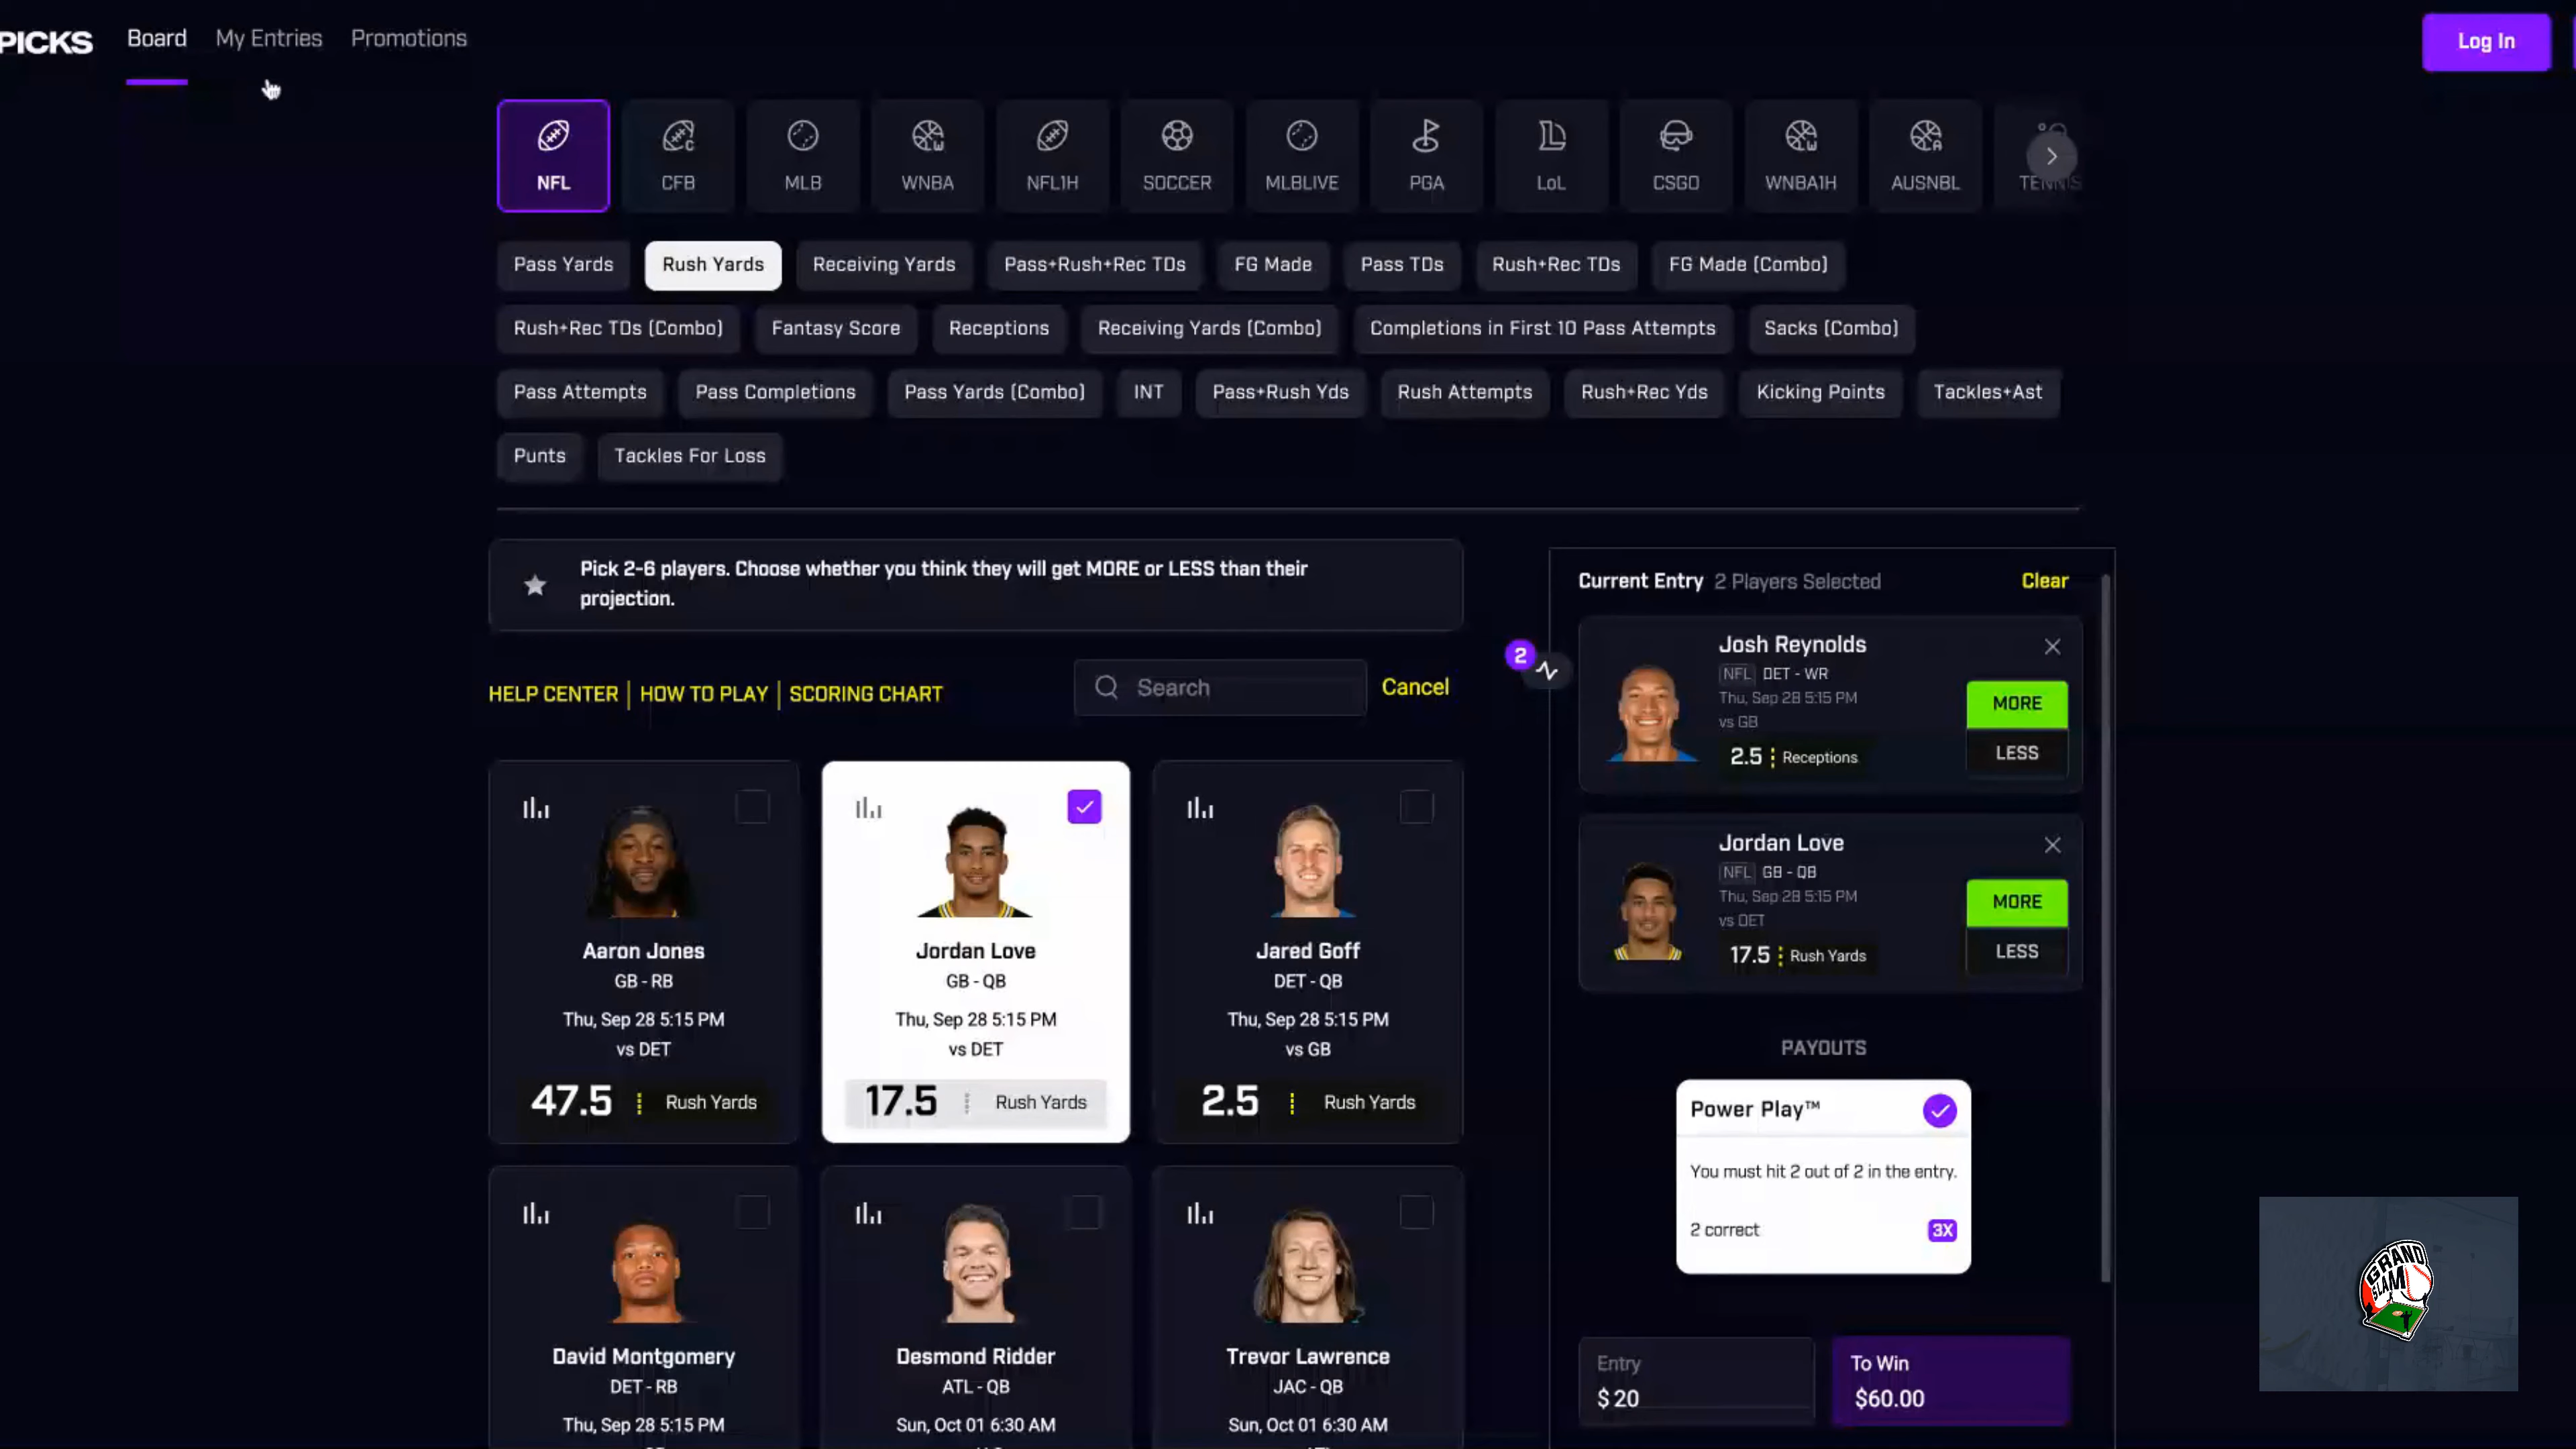 PICKS
Board
My Entries
Promotions
Log In
NFL
CFB
MLB
WNBA
NFL1H
SOCCER
MLBLIVE
PGA
LoL
CSGO
WNBA1H
AUSNBL
TENNIS
Pass Yards
Rush Yards
Receiving Yards
Pass+Rush+Rec TDs
FG Made
Pass TDs
Rush+Rec TDs
FG Made (Combo)
Rush+Rec TDs (Combo)
Fantasy Score
Receptions
Receiving Yards (Combo)
Completions in First 10 Pass Attempts
Sacks (Combo)
Pass Attempts
Pass Completions
Pass Yards (Combo)
INT
Pass+Rush Yds
Rush Attempts
Rush+Rec Yds
Kicking Points
Tackles+Ast
Punts
Tackles For Loss
Pick 2-6 players. Choose whether you think they will get MORE or LESS than their
projection.
HELP CENTER
HOW TO PLAY
SCORING CHART
Search
Cancel
Aaron Jones
GB - RB
Thu, Sep 28 5:15 PM
vs DET
47.5
Rush Yards
Jordan Love
GB - QB
Thu, Sep 28 5:15 PM
vs DET
17.5
Rush Yards
Jared Goff
DET - QB
Thu, Sep 28 5:15 PM
vs GB
2.5
Rush Yards
David Montgomery
DET - RB
Thu, Sep 28 5:15 PM
Desmond Ridder
ATL - QB
Sun, Oct 01 6:30 AM
Trevor Lawrence
JAC - QB
Sun, Oct 01 6:30 AM
Current Entry
2 Players Selected
Clear
2
Josh Reynolds
NFL
DET - WR
Thu, Sep 28 5:15 PM
vs GB
2.5
Receptions
MORE
LESS
Jordan Love
NFL
GB - QB
Thu, Sep 28 5:15 PM
vs DET
17.5
Rush Yards
MORE
LESS
PAYOUTS
Power Play™
You must hit 2 out of 2 in the entry.
2 correct
3X
Entry
$ 20
To Win
$60.00
GRAND
SLAM